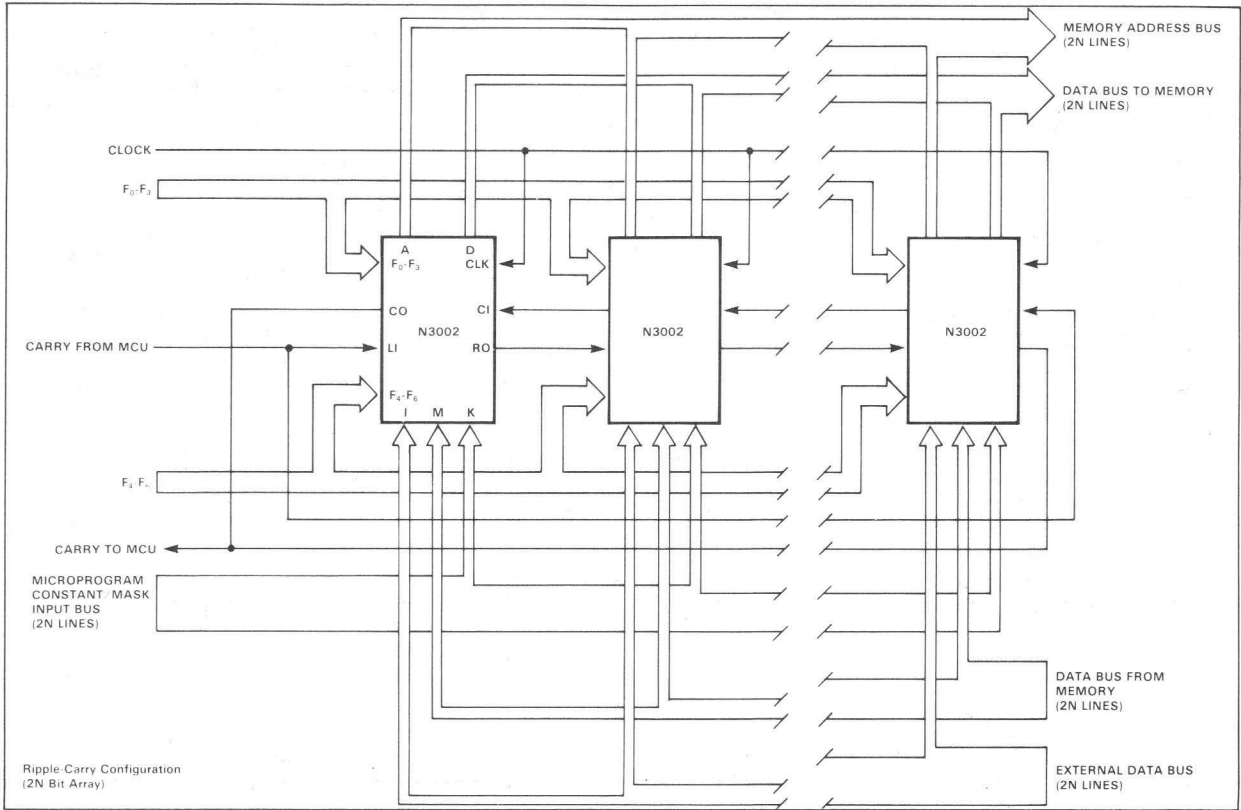 MEMORY ADDRESS BUS
(2N LINES)
DATA BUS TO MEMORY
(2N LINES)
CLOCK
F₀-F₃
A D
F₀-F₃ CLK
CO CI
N3002
LI RO
F₄-F₆
I M K
N3002
N3002
CARRY FROM MCU
CARRY TO MCU
MICROPROGRAM
CONTANT/MASK
INPUT BUS
(2N LINES)
DATA BUS FROM
MEMORY
(2N LINES)
EXTERNAL DATA BUS
(2N LINES)
Ripple-Carry Configuration
(2N Bit Array)